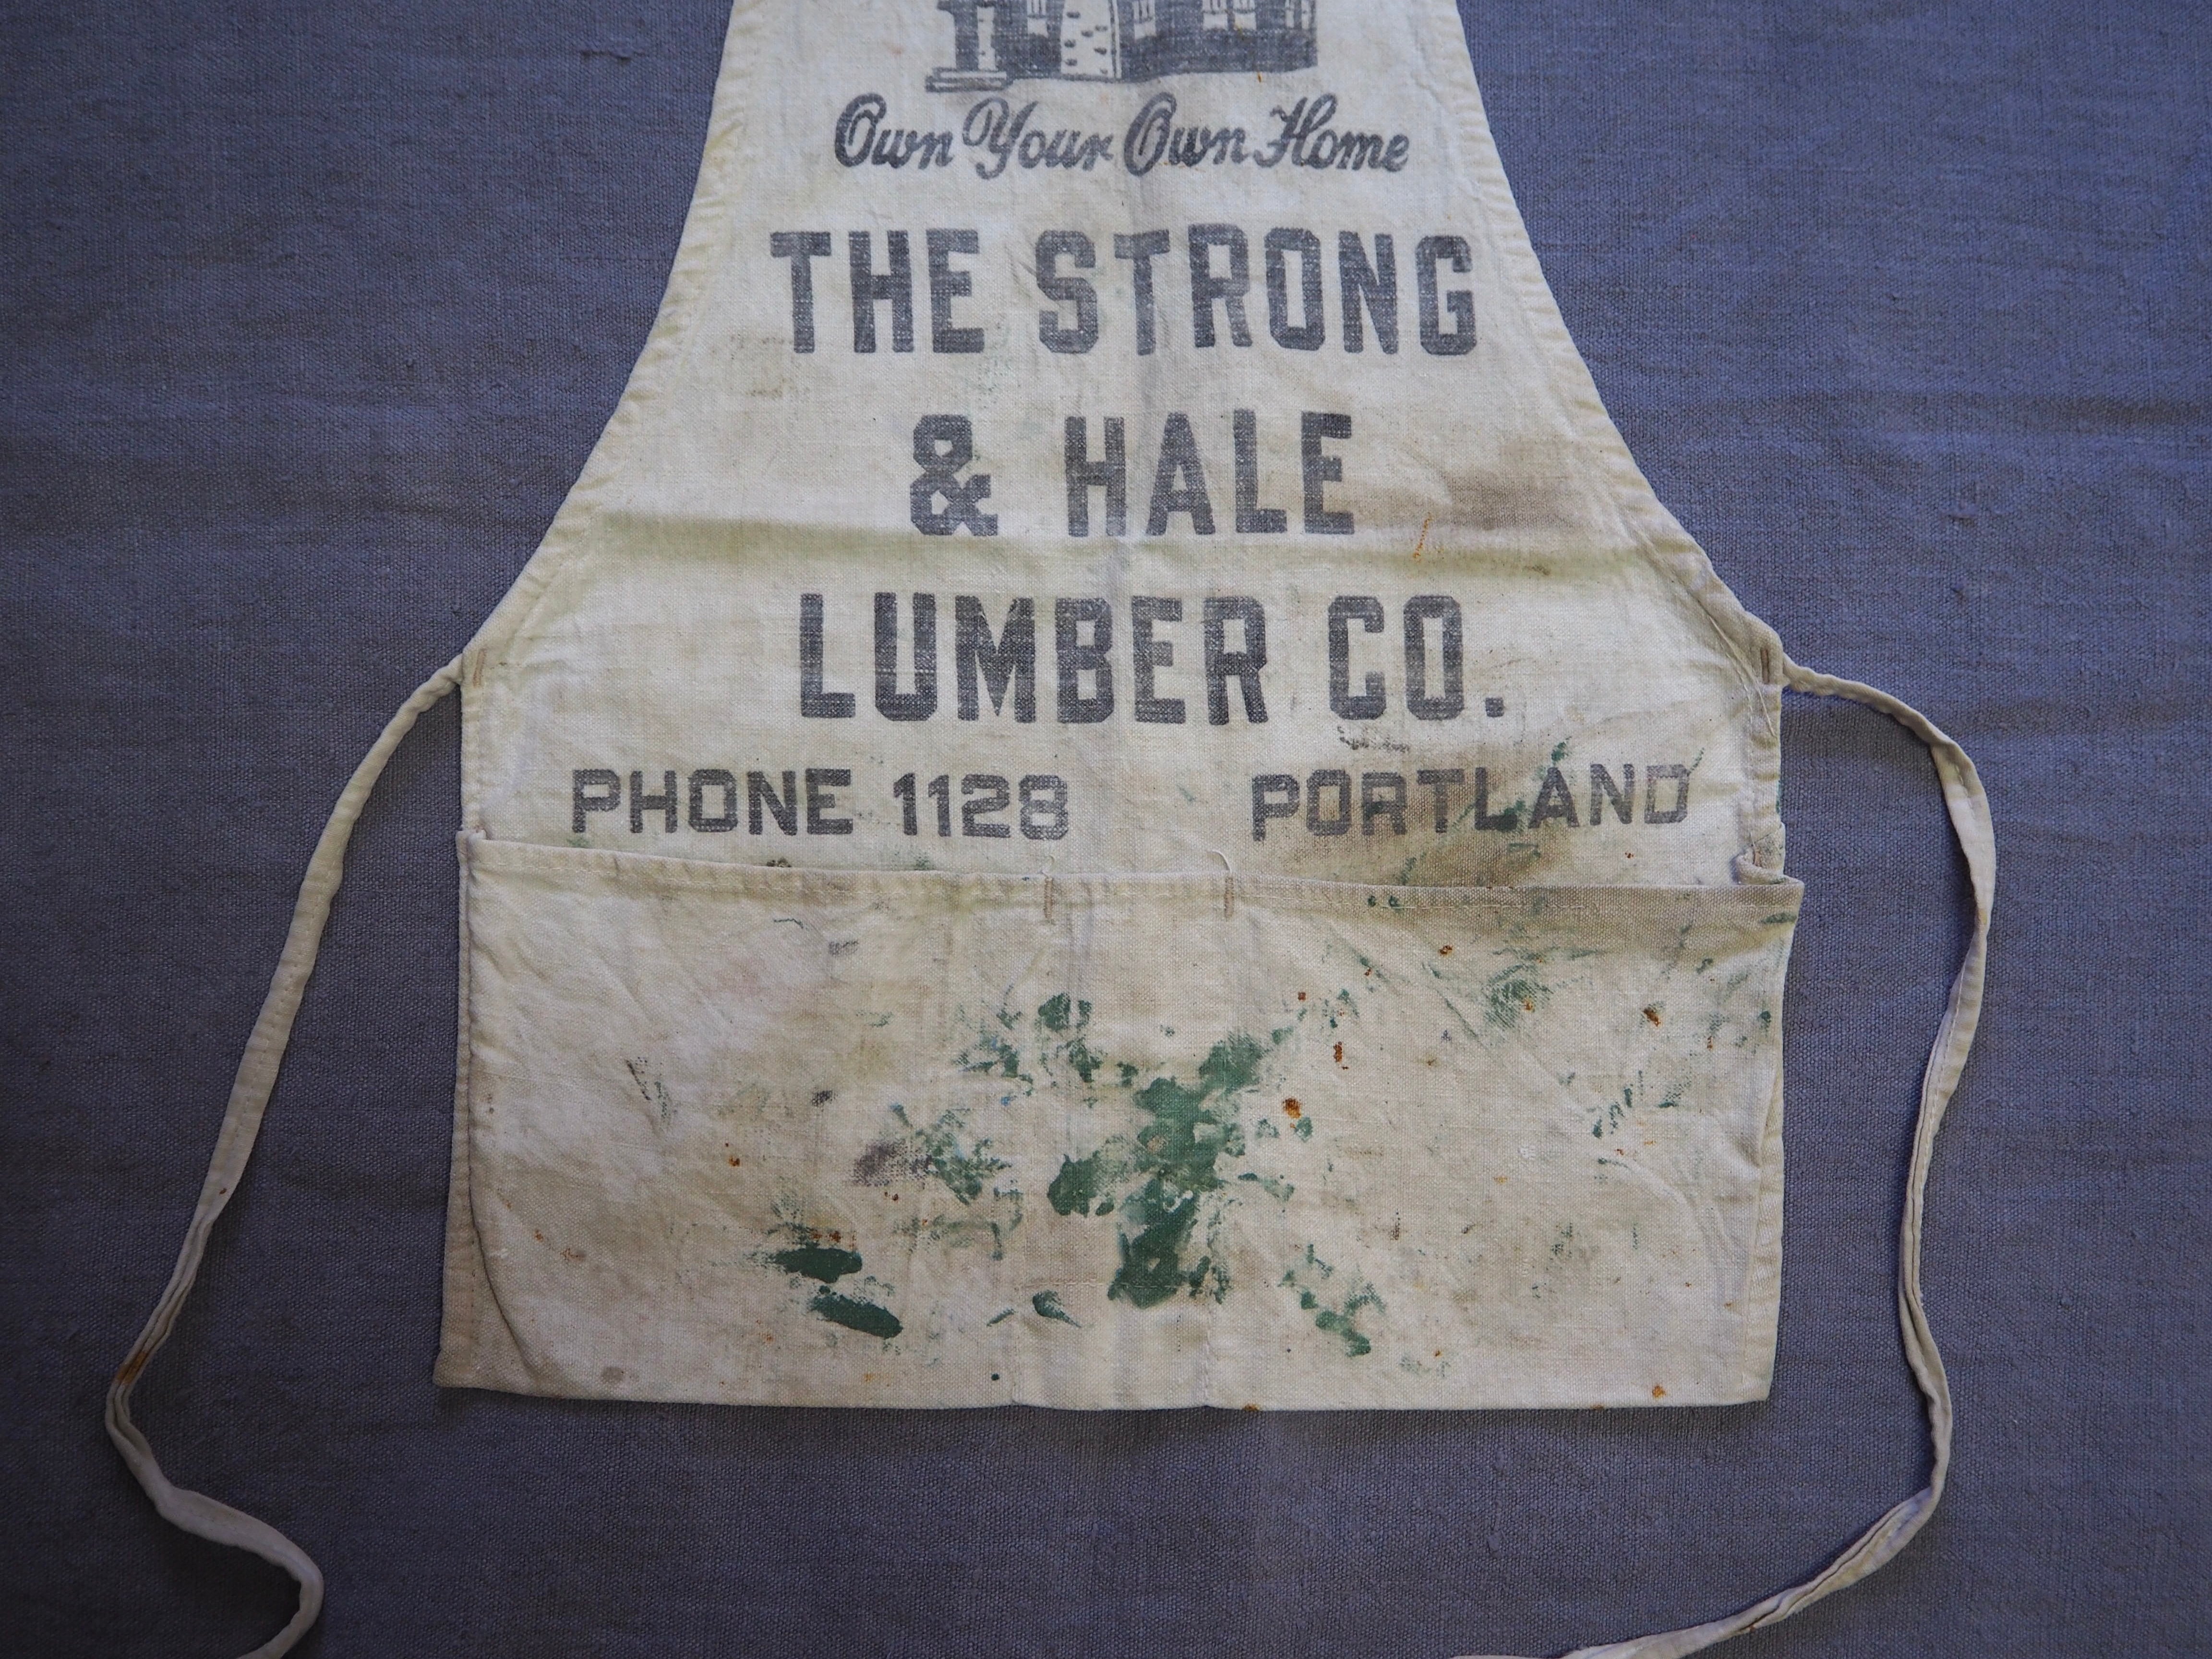 Own Your Own Home
THE STRONG
& HALE
LUMBER CO.
PHONE 1128 PORTLAND